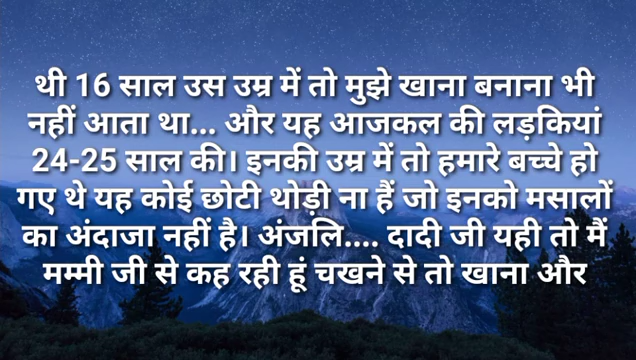 थी 16 साल उस उम्र में तो मुझे खाना बनाना भी
नहीं आता था... और यह आजकल की लड़कियां
24-25 साल की। इनकी उम्र में तो हमारे बच्चे हो
गए थे यह कोई छोटी थोड़ी ना हैं जो इनको मसालों
का अंदाजा नहीं है। अंजलि.... दादी जी यही तो मैं
मम्मी जी से कह रही हूं चखने से तो खाना और